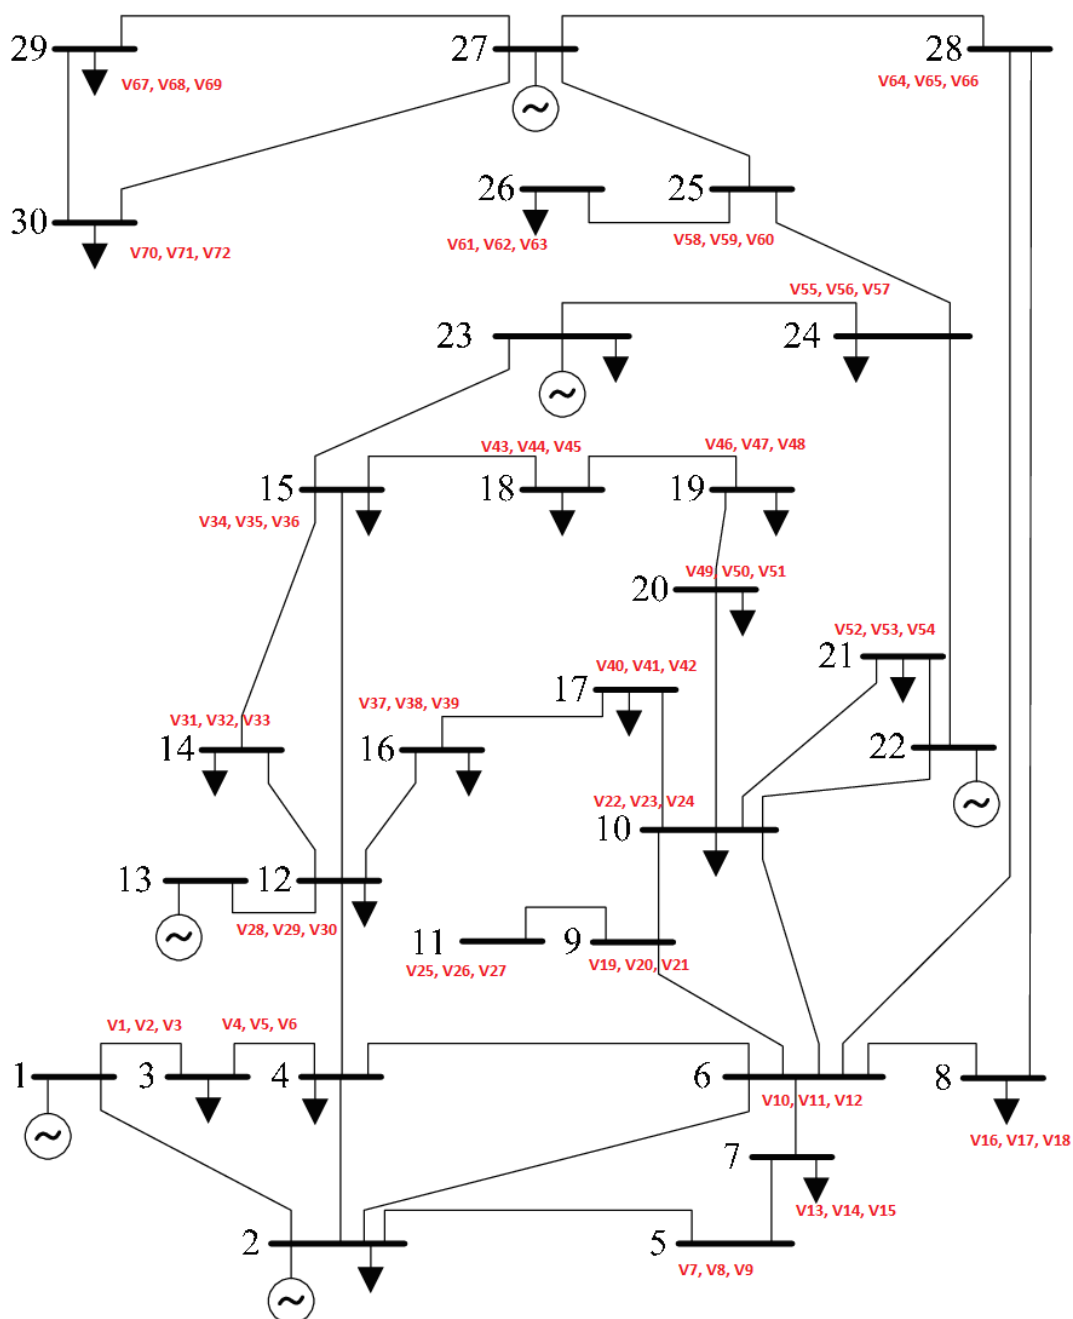 29
27
28
V67, V68, V69
V64, V65, V66
26
25
30
V61, V62, V63
V58, V59, V60
V70, V71, V72
V55, V56, V57
23
24
V43, V44, V45
V46, V47, V48
15
18
19
V34, V35, V36
V49, V50, V51
20
V52, V53, V54
21
V40, V41, V42
17
V37, V38, V39
V31, V32, V33
14
16
22
V22, V23, V24
10
13
12
V28, V29, V30
11
9
V19, V20, V21
V25, V26, V27
V1, V2, V3
V4, V5, V6
1
3
4
6
8
V10, V11, V12
V16, V17, V18
7
V13, V14, V15
2
5
V7, V8, V9